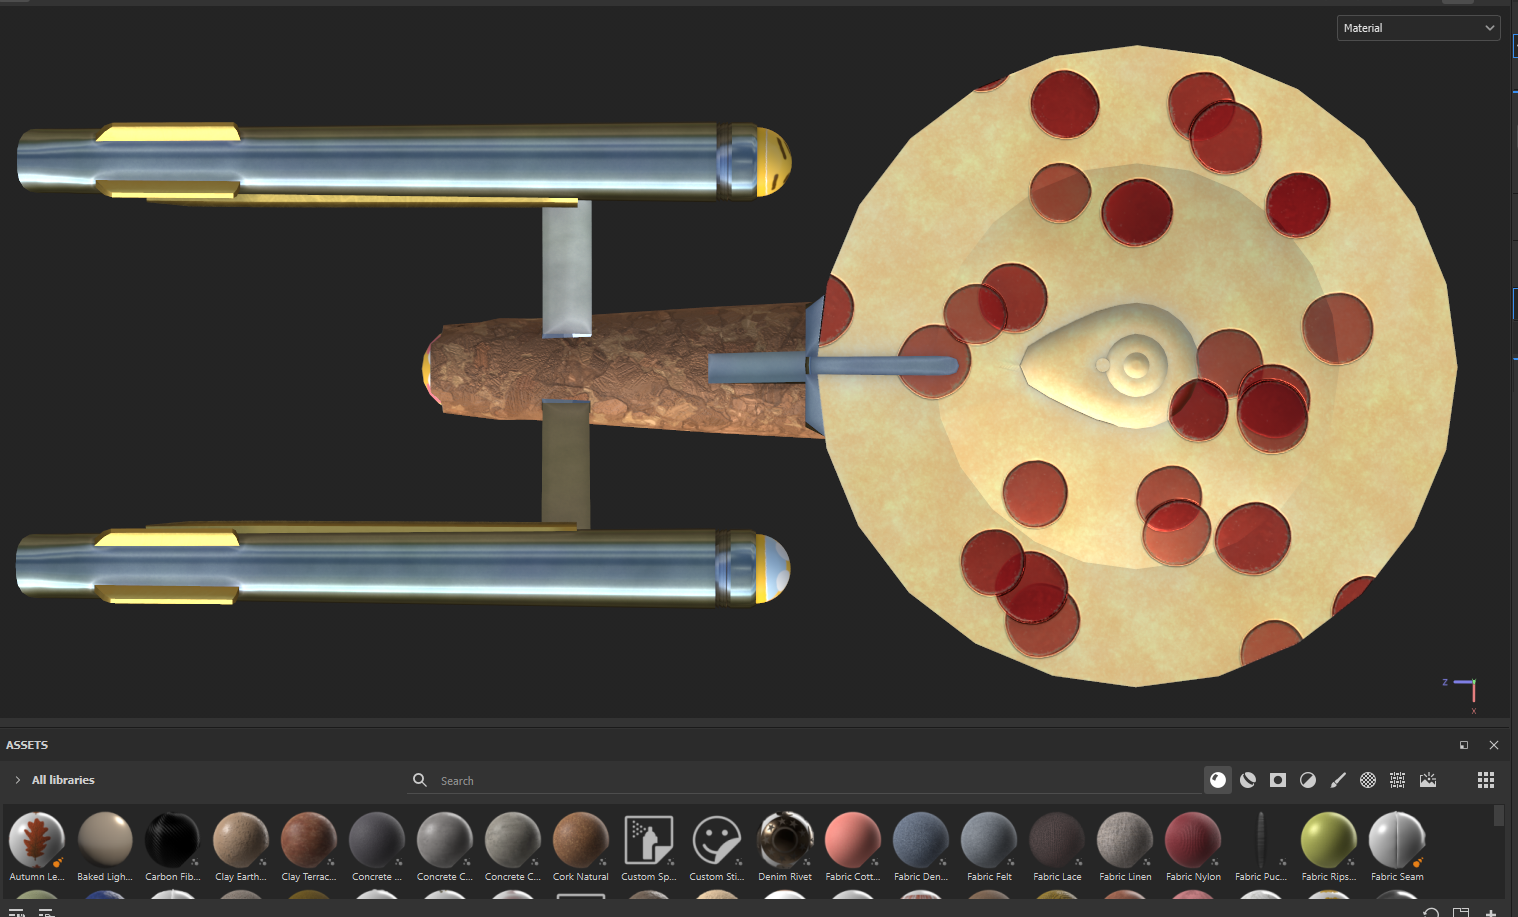 Material
Z
X
ASSETS
All libraries
Search
Autumn Le...
Baked Ligh...
Carbon Fib...
Clay Earth...
Clay Terrac...
Concrete ...
Concrete C...
Concrete C...
Cork Natural
Custom Sp...
Custom Sti...
Denim Rivet
Fabric Cott...
Fabric Den...
Fabric Felt
Fabric Lace
Fabric Linen
Fabric Nylon
Fabric Puc...
Fabric Rips...
Fabric Seam